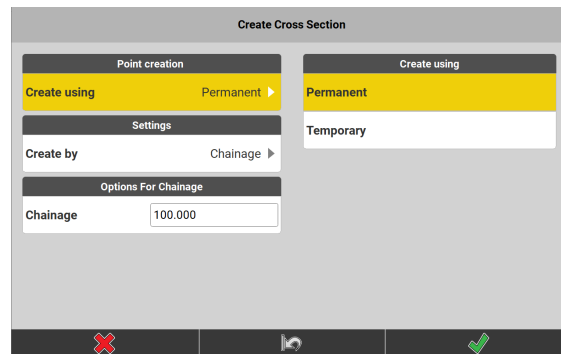 Create Cross Section
Point creation
Create using Permanent
Settings
Create by Chainage
Options For Chainage
Chainage 100.000
Create using
Permanent
Temporary